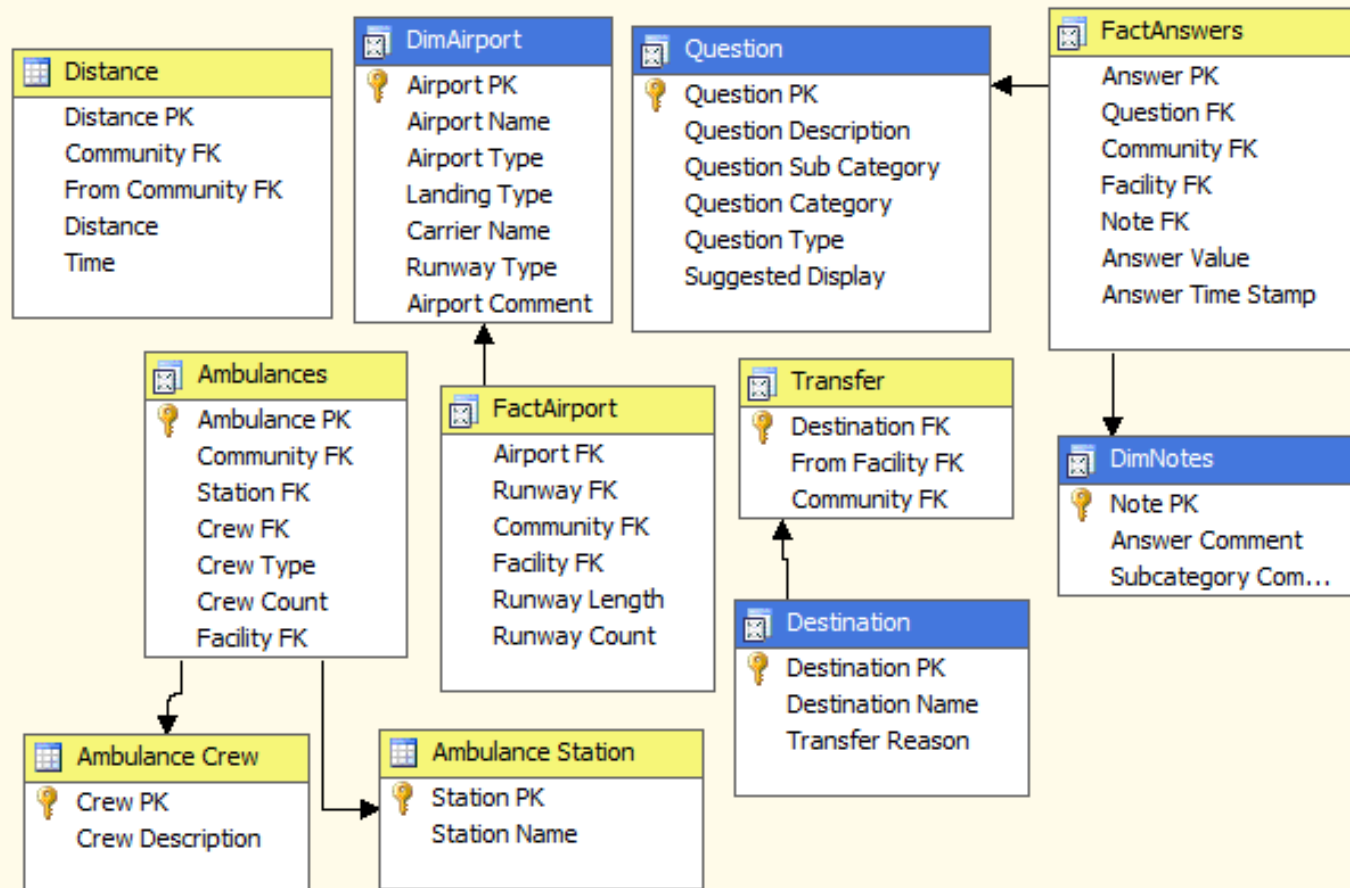 Distance
Distance PK
Community FK
From Community FK
Distance
Time
DimAirport
Airport PK
Airport Name
Airport Type
Landing Type
Carrier Name
Runway Type
Airport Comment
Question
Question PK
Question Description
Question Sub Category
Question Category
Question Type
Suggested Display
FactAnswers
Answer PK
Question FK
Community FK
Facility FK
Note FK
Answer Value
Answer Time Stamp
Ambulances
Ambulance PK
Community FK
Station FK
Crew FK
Crew Type
Crew Count
Facility FK
FactAirport
Airport FK
Runway FK
Community FK
Facility FK
Runway Length
Runway Count
Transfer
Destination FK
From Facility FK
Community FK
DimNotes
Note PK
Answer Comment
Subcategory Com...
Destination
Destination PK
Destination Name
Transfer Reason
Ambulance Crew
Crew PK
Crew Description
Ambulance Station
Station PK
Station Name